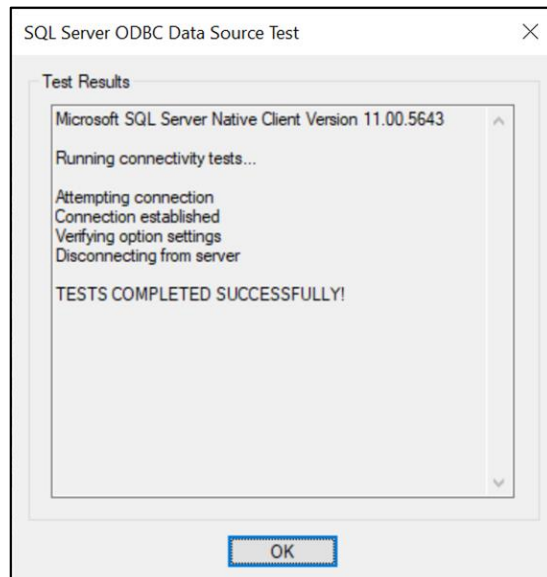 SQL Server ODBC Data Source Test
Test Results
Microsoft SQL Server Native Client Version 11.00.5643
Running connectivity tests...
Attempting connection
Connection established
Verifying option settings
Disconnecting from server
TESTS COMPLETED SUCCESSFULLY!
OK